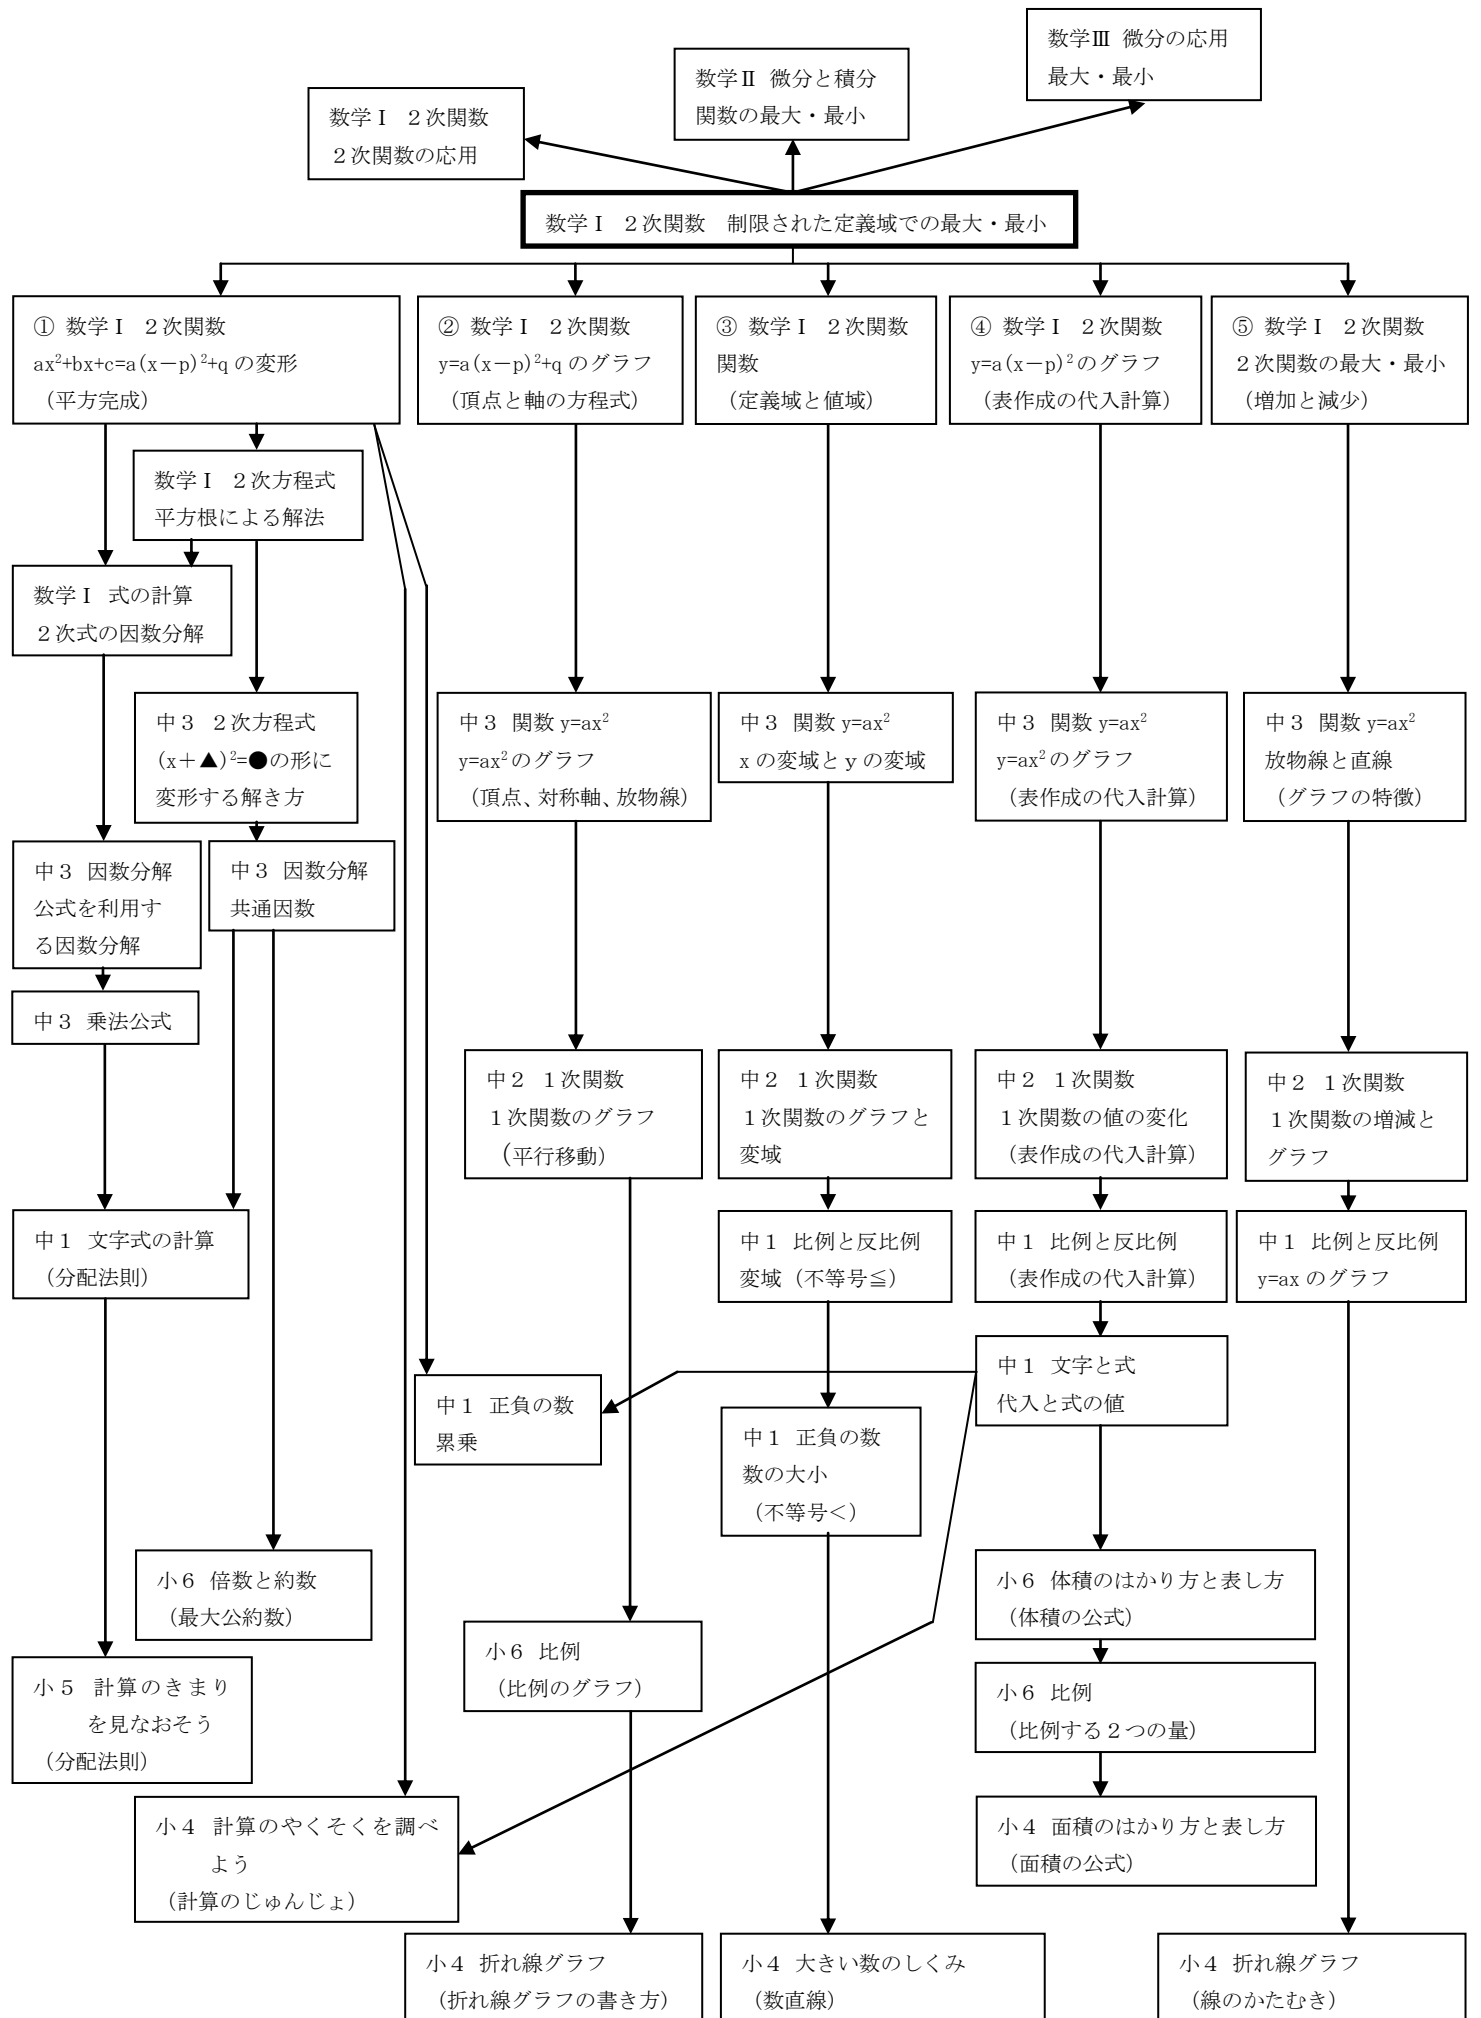 数学Ⅲ 微分の応用
最大・最小
数学Ⅱ 微分と積分
関数の最大・最小
数学Ⅰ ２次関数
２次関数の応用
数学Ⅰ ２次関数 制限された定義域での最大・最小
① 数学Ⅰ ２次関数
ax²+bx+c=a(x－p)²+q の変形
（平方完成）
② 数学Ⅰ ２次関数
y=a(x－p)²+q のグラフ
（頂点と軸の方程式）
③ 数学Ⅰ ２次関数
関数
（定義域と値域）
④ 数学Ⅰ ２次関数
y=a(x－p)² のグラフ
（表作成の代入計算）
⑤ 数学Ⅰ ２次関数
２次関数の最大・最小
（増加と減少）
数学Ⅰ ２次方程式
平方根による解法
数学Ⅰ 式の計算
２次式の因数分解
中３ ２次方程式
(x＋▲)²=●の形に
変形する解き方
中３ 関数 y=ax²
y=ax² のグラフ
（頂点、対称軸、放物線）
中３ 関数 y=ax²
x の変域と y の変域
中３ 関数 y=ax²
y=ax² のグラフ
（表作成の代入計算）
中３ 関数 y=ax²
放物線と直線
（グラフの特徴）
中３ 因数分解
公式を利用す
る因数分解
中３ 因数分解
共通因数
中３ 乗法公式
中２ １次関数
１次関数のグラフ
（平行移動）
中２ １次関数
１次関数のグラフと
変域
中２ １次関数
１次関数の値の変化
（表作成の代入計算）
中２ １次関数
１次関数の増減と
グラフ
中１ 文字式の計算
（分配法則）
中１ 比例と反比例
変域（不等号≦）
中１ 比例と反比例
（表作成の代入計算）
中１ 比例と反比例
y=ax のグラフ
中１ 正負の数
累乗
中１ 文字と式
代入と式の値
中１ 正負の数
数の大小
（不等号＜）
小６ 倍数と約数
（最大公約数）
小６ 体積のはかり方と表し方
（体積の公式）
小６ 比例
（比例のグラフ）
小５ 計算のきまり
を見なおそう
（分配法則）
小６ 比例
（比例する２つの量）
小４ 計算のやくそくを調べ
よう
（計算のじゅんじょ）
小４ 面積のはかり方と表し方
（面積の公式）
小４ 折れ線グラフ
（折れ線グラフの書き方）
小４ 大きい数のしくみ
（数直線）
小４ 折れ線グラフ
（線のかたむき）